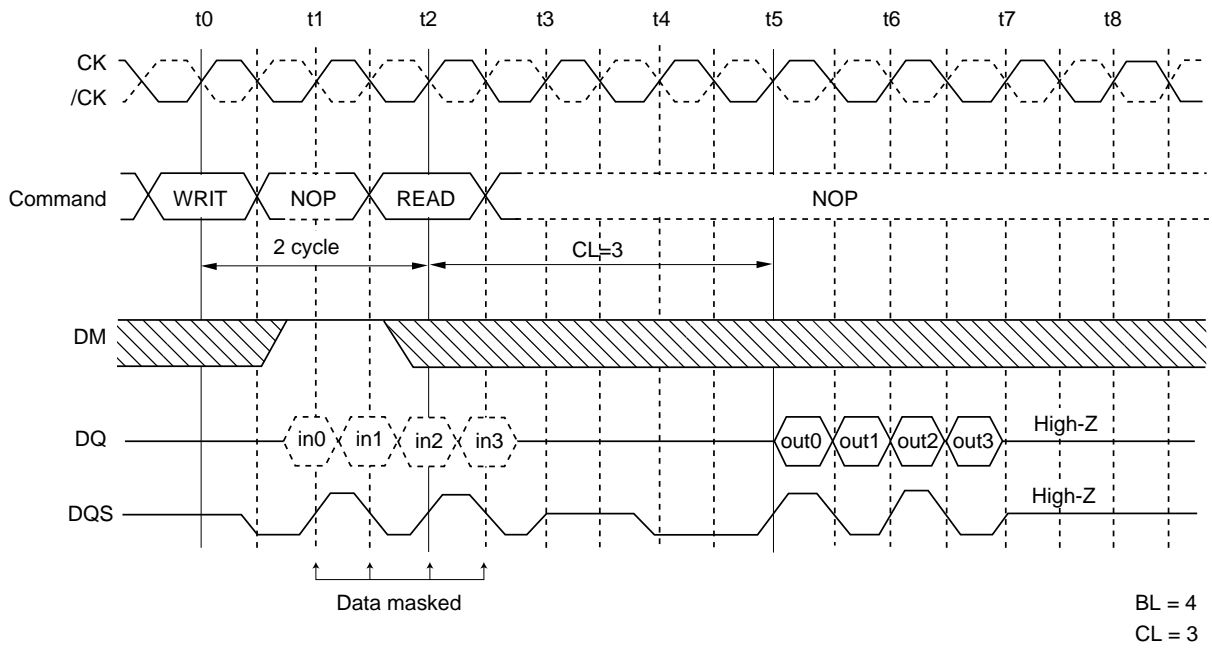 t0 t1 t2 t3 t4 t5 t6 t7 t8
CK
/CK
Command WRIT NOP READ NOP
2 cycle CL=3
DM
DQ in0 in1 in2 in3 out0 out1 out2 out3 High-Z
DQS High-Z
Data masked
BL = 4
CL = 3